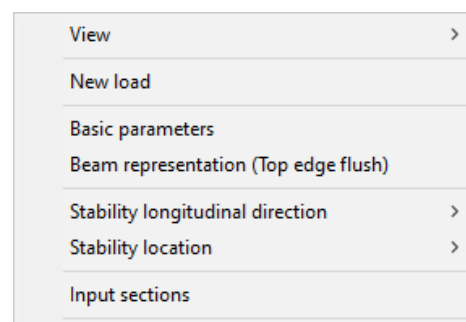 View
New load
Basic parameters
Beam representation (Top edge flush)
Stability longitudinal direction
Stability location
Input sections